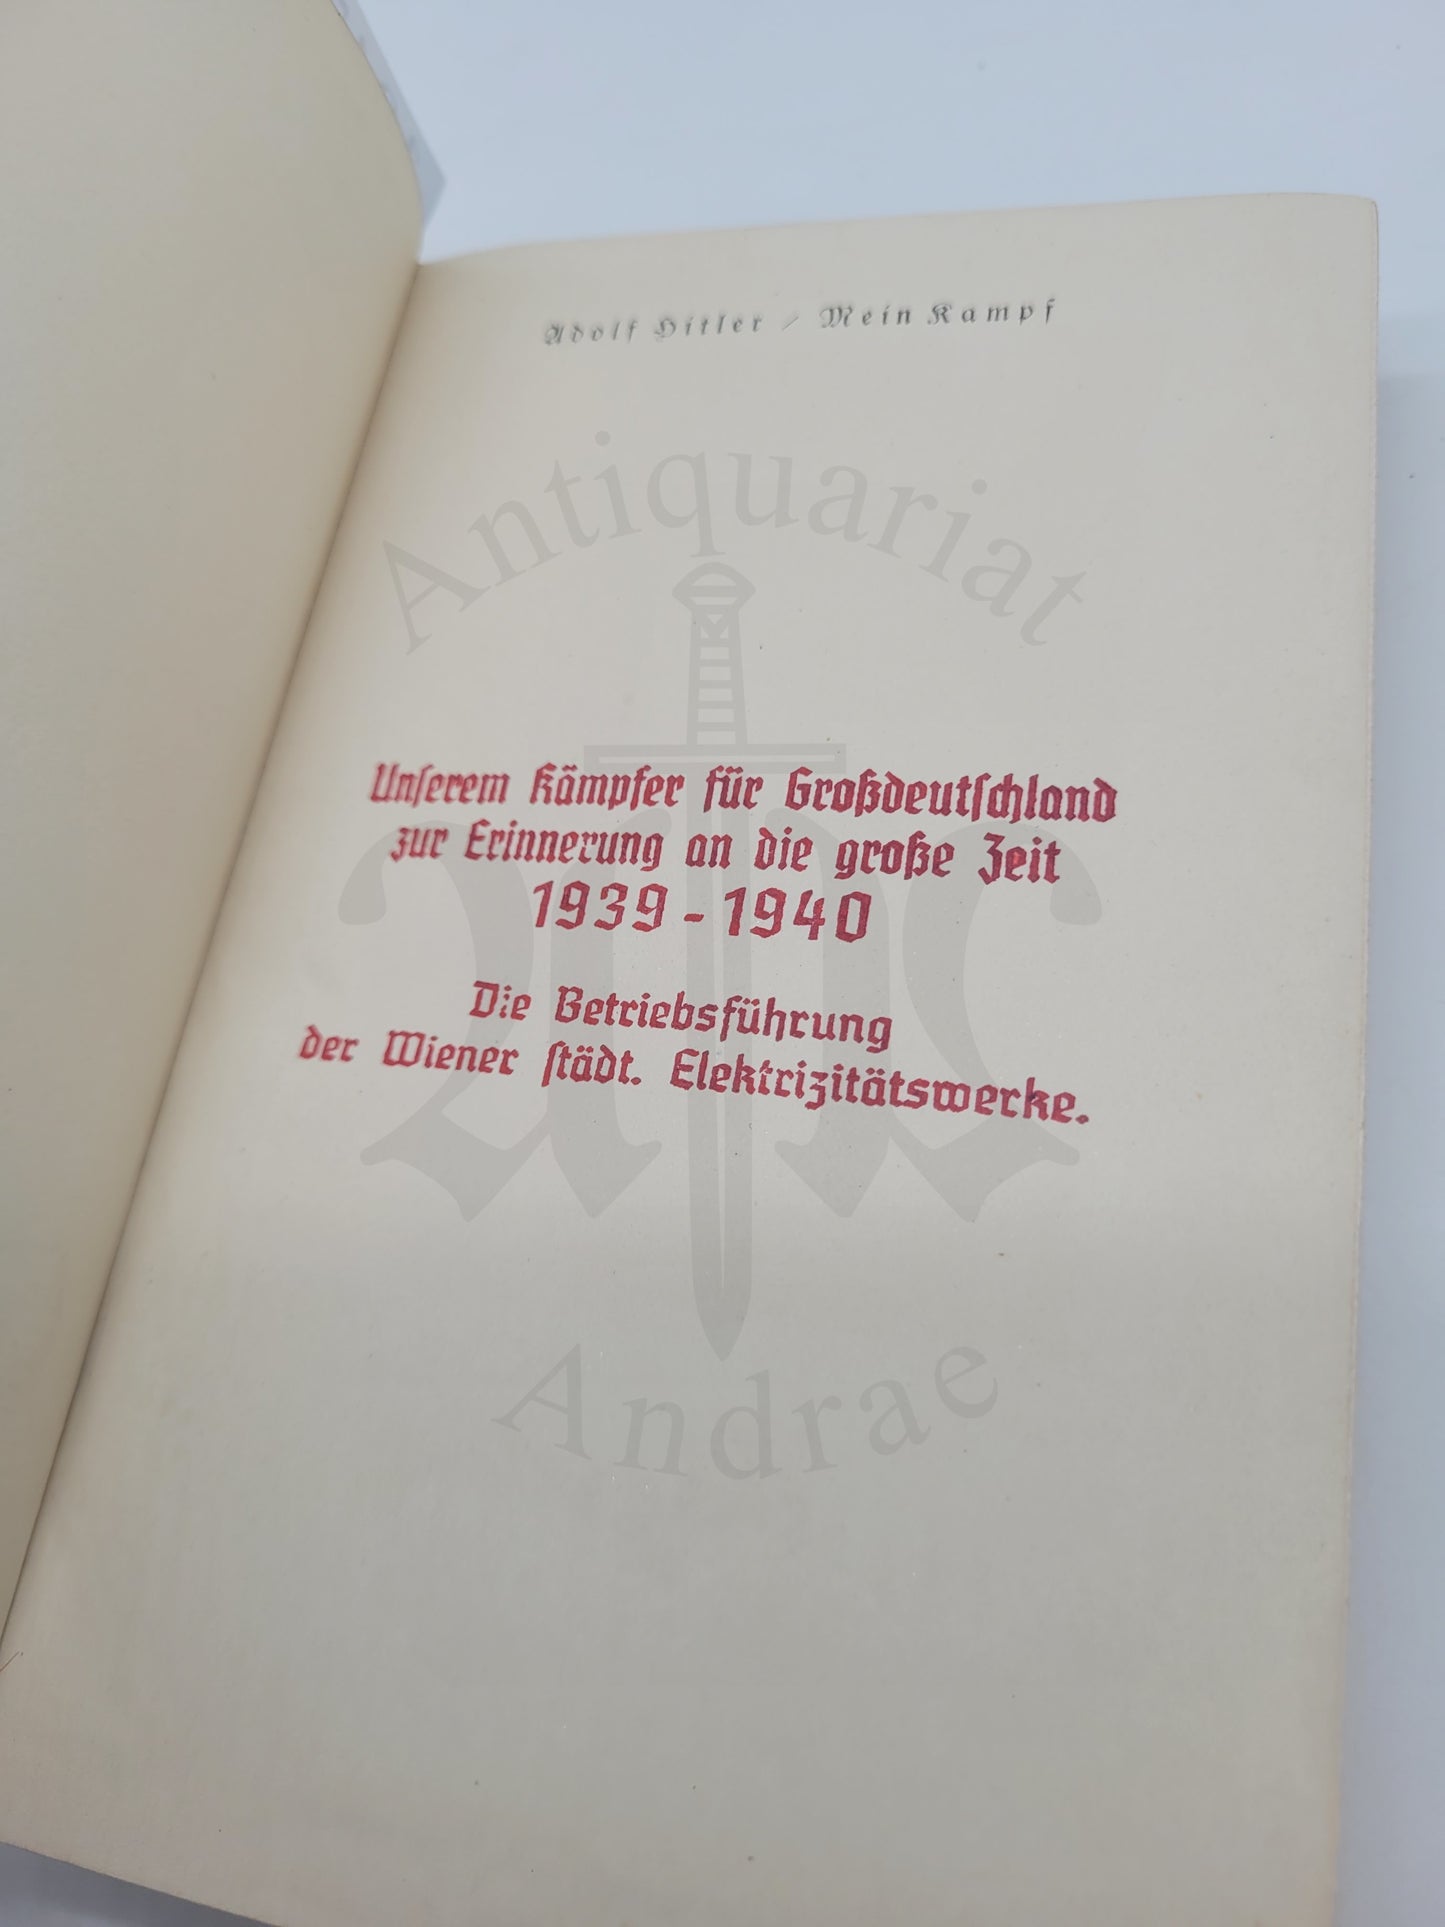 Adolf Hitler / Mein Kampf
Antiquariat
Unſerem Kämpfer für Großdeutſchland
zur Erinnerung an die große Zeit
1939 - 1940
Die Betriebsführung
der Wiener ſtädt. Elektrizitätswerke.
Andrae